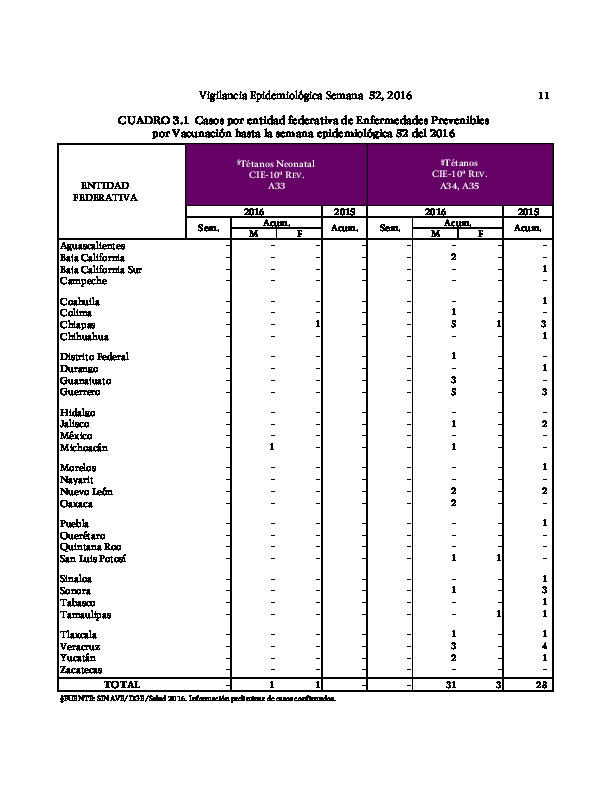 Vigilancia Epidemiológica Semana 52, 2016 11
CUADRO 3.1 Casos por entidad federativa de Enfermedades Prevenibles
por Vacunación hasta la semana epidemiológica 52 del 2016
ENTIDAD
FEDERATIVA
§Tétanos Neonatal
CIE-10ª REV.
A33
§Tétanos
CIE-10ª REV.
A34, A35
2016 2015 2016 2015
Sem. Acum. Acum. Sem. Acum. Acum.
M F M F
Aguascalientes - - - - - - - -
Baja California - - - - - 2 - -
Baja California Sur - - - - - - - 1
Campeche - - - - - - - -
Coahuila - - - - - - - 1
Colima - - - - - 1 - -
Chiapas - - 1 - - 5 1 3
Chihuahua - - - - - - - 1
Distrito Federal - - - - - 1 - -
Durango - - - - - - - 1
Guanajuato - - - - - 3 - -
Guerrero - - - - - 5 - 3
Hidalgo - - - - - - - -
Jalisco - - - - - 1 - 2
México - - - - - - - -
Michoacán - 1 - - - 1 - -
Morelos - - - - - - - 1
Nayarit - - - - - - - -
Nuevo León - - - - - 2 - 2
Oaxaca - - - - - 2 - -
Puebla - - - - - - - 1
Querétaro - - - - - - - -
Quintana Roo - - - - - - - -
San Luis Potosí - - - - - 1 1 -
Sinaloa - - - - - - - 1
Sonora - - - - - 1 - 3
Tabasco - - - - - - - 1
Tamaulipas - - - - - - 1 1
Tlaxcala - - - - - 1 - 1
Veracruz - - - - - 3 - 4
Yucatán - - - - - 2 - 1
Zacatecas - - - - - - - -
TOTAL - 1 1 - - 31 3 28
§FUENTE: SINAVE/DGE/Salud 2016. Información preliminar de casos confirmados.